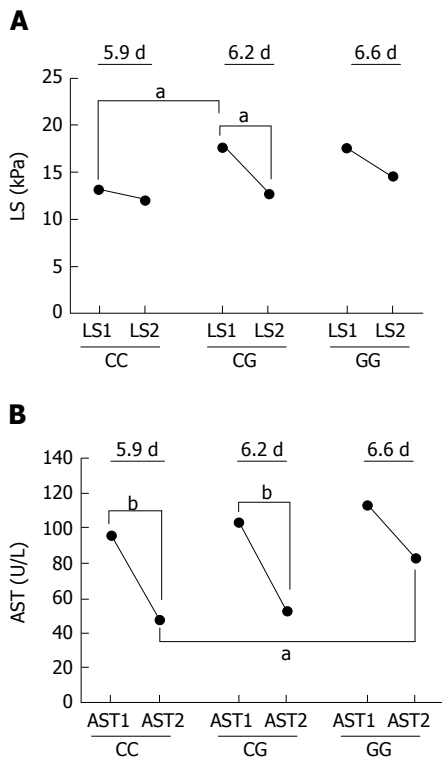 A
5.9 d 6.2 d 6.6 d
25
20
15
10
5
0
LS (kPa)
a
a
LS1 LS2 LS1 LS2 LS1 LS2
CC CG GG
B
5.9 d 6.2 d 6.6 d
140
120
100
80
60
40
20
0
AST (U/L)
b
b
a
AST1 AST2 AST1 AST2 AST1 AST2
CC CG GG